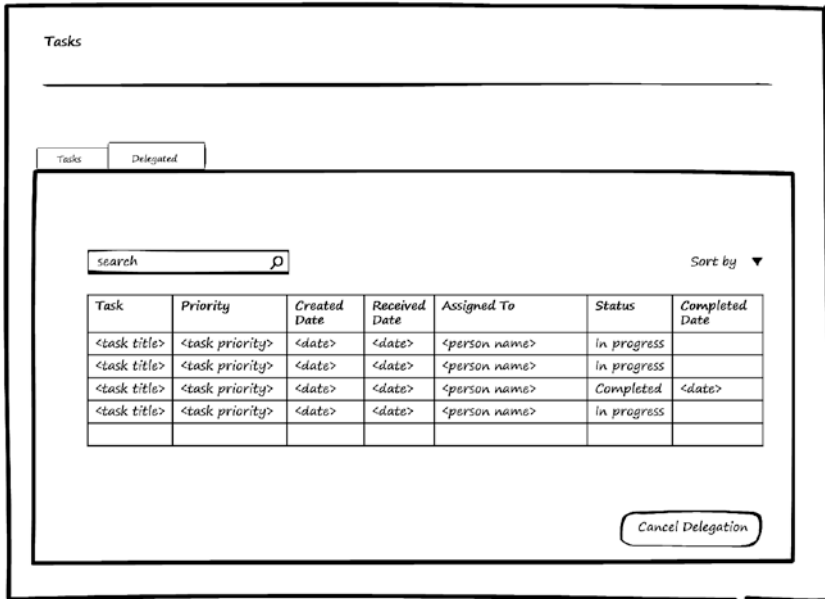 Tasks
Tasks Delegated
search Sort by
Task Priority Created Date Received Date Assigned To Status Completed Date
<task title> <task priority> <date> <date> <person name> in progress
<task title> <task priority> <date> <date> <person name> in progress
<task title> <task priority> <date> <date> <person name> Completed <date>
<task title> <task priority> <date> <date> <person name> in progress
Cancel Delegation